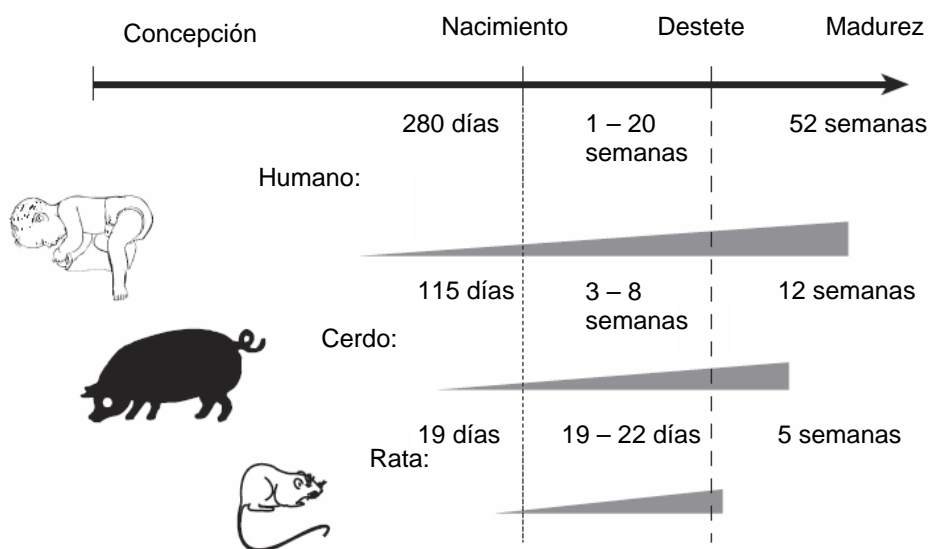 Concepción Nacimiento Destete Madurez
280 días 1 – 20 52 semanas
semanas
Humano:
115 días 3 – 8 12 semanas
semanas
Cerdo:
19 días 19 – 22 días 5 semanas
Rata: